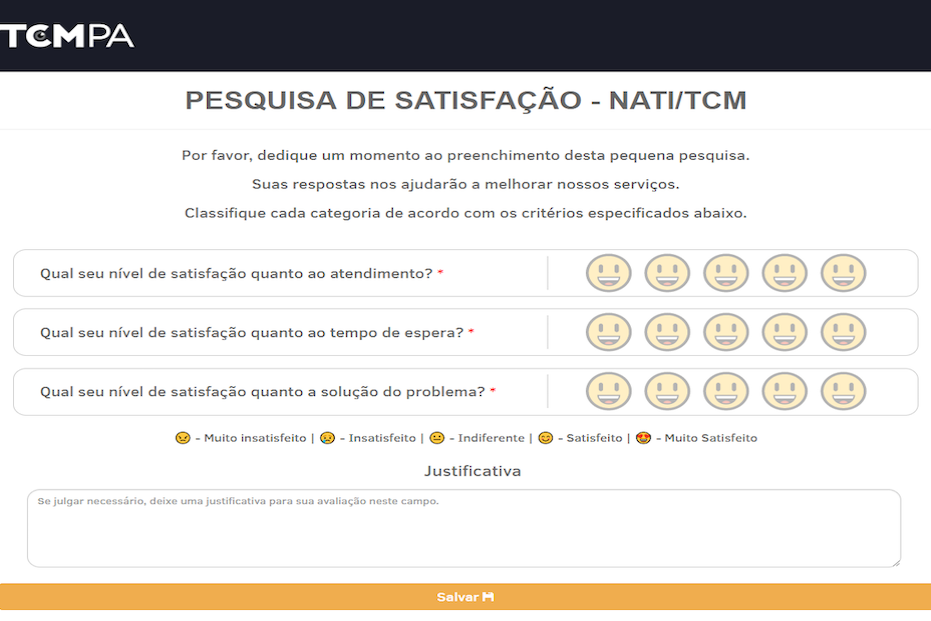 TCMPA
PESQUISA DE SATISFAÇÃO - NATI/TCM
Por favor, dedique um momento ao preenchimento desta pequena pesquisa.
Suas respostas nos ajudarão a melhorar nossos serviços.
Classifique cada categoria de acordo com os critérios especificados abaixo.
Qual seu nível de satisfação quanto ao atendimento? *
Qual seu nível de satisfação quanto ao tempo de espera? *
Qual seu nível de satisfação quanto a solução do problema? *
😠 - Muito insatisfeito | 😢 - Insatisfeito | 😐 - Indiferente | 😊 - Satisfeito | 😍 - Muito Satisfeito
Justificativa
Se julgar necessário, deixe uma justificativa para sua avaliação neste campo.
Salvar